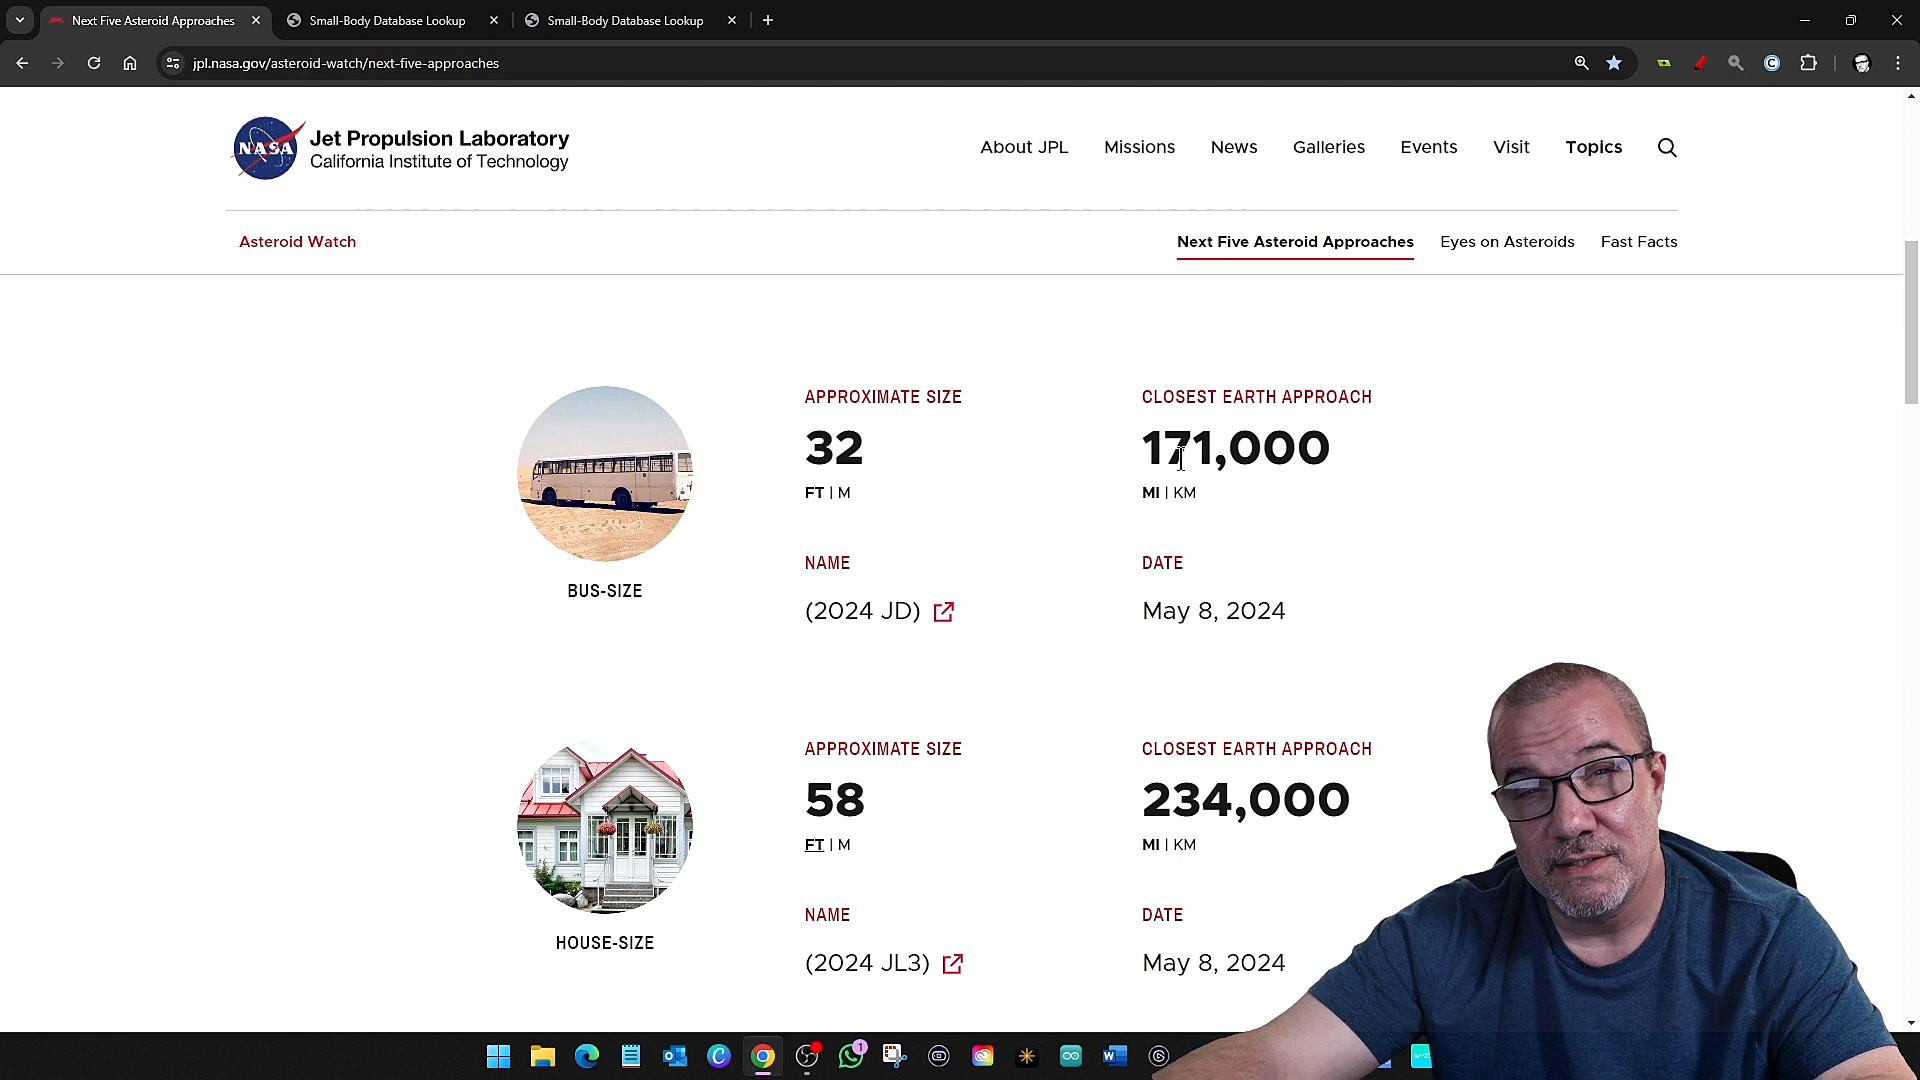 Next Five Asteroid Approaches
Small-Body Database Lookup
Small-Body Database Lookup
jpl.nasa.gov/asteroid-watch/next-five-approaches
NASA
Jet Propulsion Laboratory
California Institute of Technology
About JPL
Missions
News
Galleries
Events
Visit
Topics
Asteroid Watch
Next Five Asteroid Approaches
Eyes on Asteroids
Fast Facts
APPROXIMATE SIZE
CLOSEST EARTH APPROACH
32
171,000
FT | M
MI | KM
NAME
DATE
BUS-SIZE
(2024 JD)
May 8, 2024
APPROXIMATE SIZE
CLOSEST EARTH APPROACH
58
234,000
FT | M
MI | KM
NAME
DATE
HOUSE-SIZE
(2024 JL3)
May 8, 2024
1